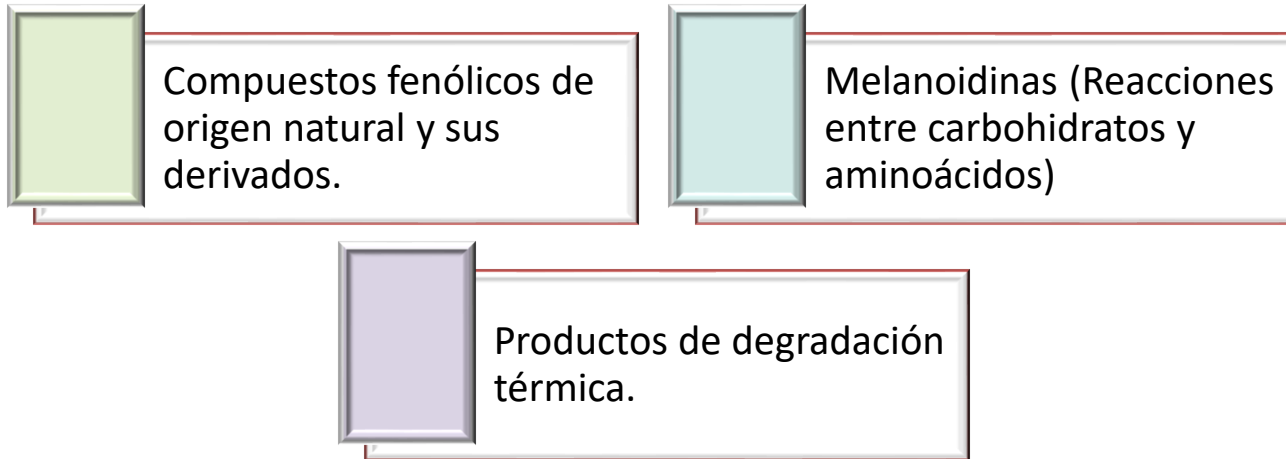 Compuestos fenólicos de
origen natural y sus
derivados.
Melanoidinas (Reacciones
entre carbohidratos y
aminoácidos)
Productos de degradación
térmica.